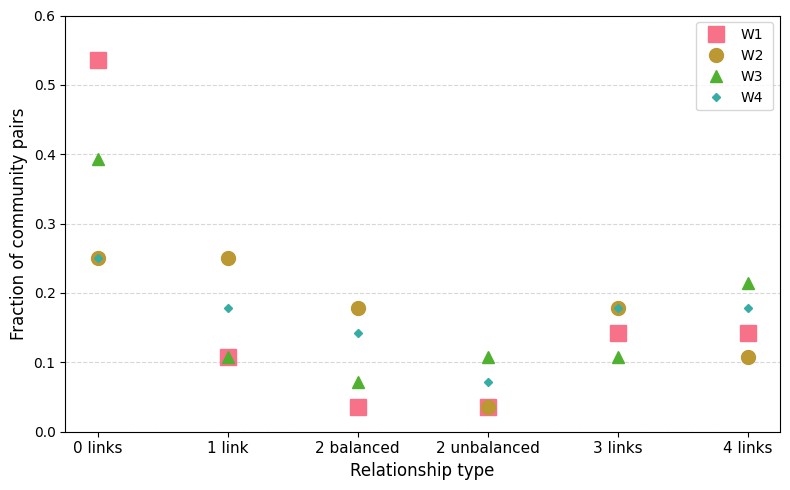 Fraction of community pairs
0.6
0.5
0.4
0.3
0.2
0.1
0.0
W1
W2
W3
W4
0 links
1 link
2 balanced
2 unbalanced
3 links
4 links
Relationship type